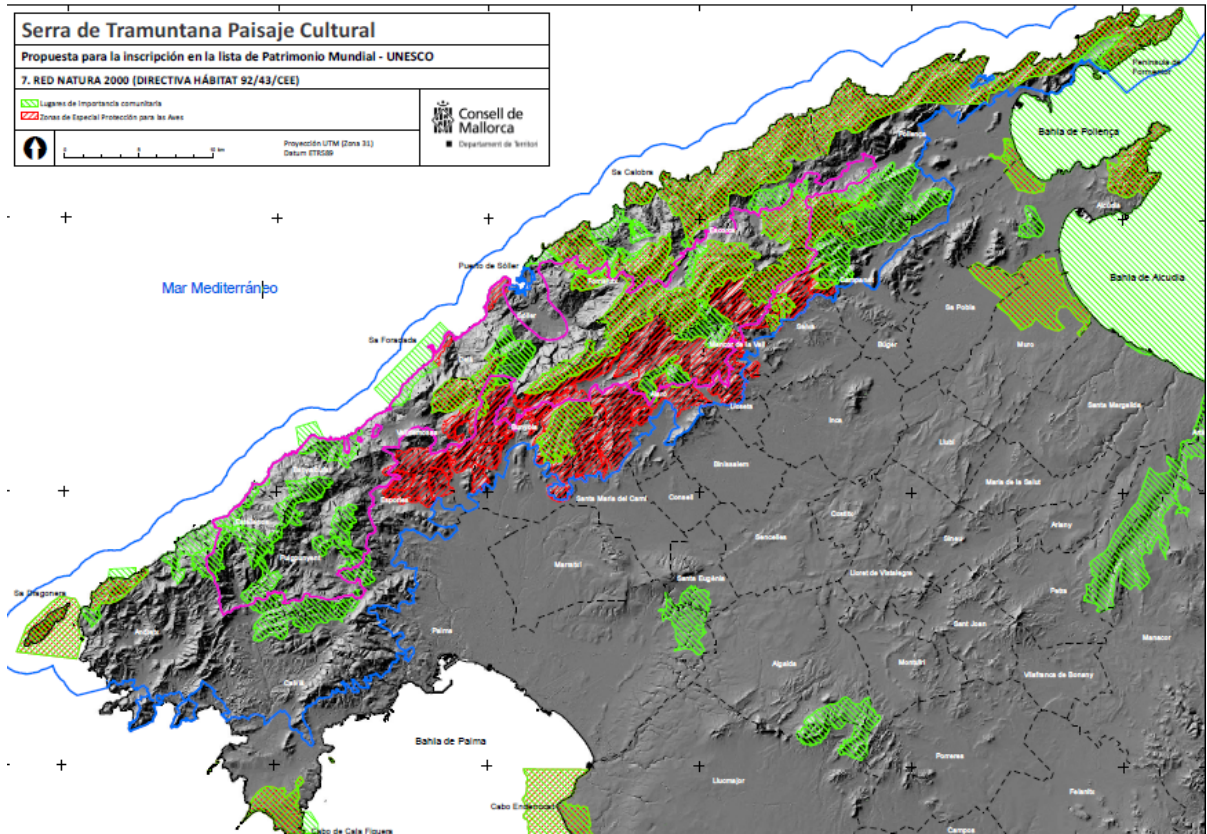 Serra de Tramuntana Paisaje Cultural
Propuesta para la inscripción en la lista de Patrimonio Mundial - UNESCO
7. RED NATURA 2000 (DIRECTIVA HÁBITAT 92/43/CEE)
Lugares de Importancia comunitaria
Zonas de Especial Protección para las Aves
Consell de
Mallorca
Departament de Territori
Proyección UTM (Zona 31)
Datum ETRS89
Península de
Formentor
Bahía de Pollença
Pollença
Sa Calobra
Alcúdia
Escorca
Puerto de Sóller
Bahía de Alcudia
Mar Mediterráneo
Fornalutx
Campanet
Sa Pobla
Sóller
Selva
Sa Foradada
Mancor de la Vall
Búger
Muro
Deià
Alaró
Lloseta
Santa Margalida
Inca
Valldemossa
Bunyola
Llubí
Binissalem
Banyalbufar
Maria de la Salut
Esporles
Santa Maria del Camí
Consell
Costitx
Estellencs
Ariany
Puigpunyent
Sencelles
Sineu
Marratxí
Lloret de Vistalegre
Santa Eugènia
Petra
Sa Dragonera
Sant Joan
Andratx
Palma
Manacor
Algaida
Montuïri
Vilafranca de Bonany
Calvià
Bahía de Palma
Porreres
Llucmajor
Felanitx
Cabo Enderrocat
Cabo de Cala Figuera
Campos